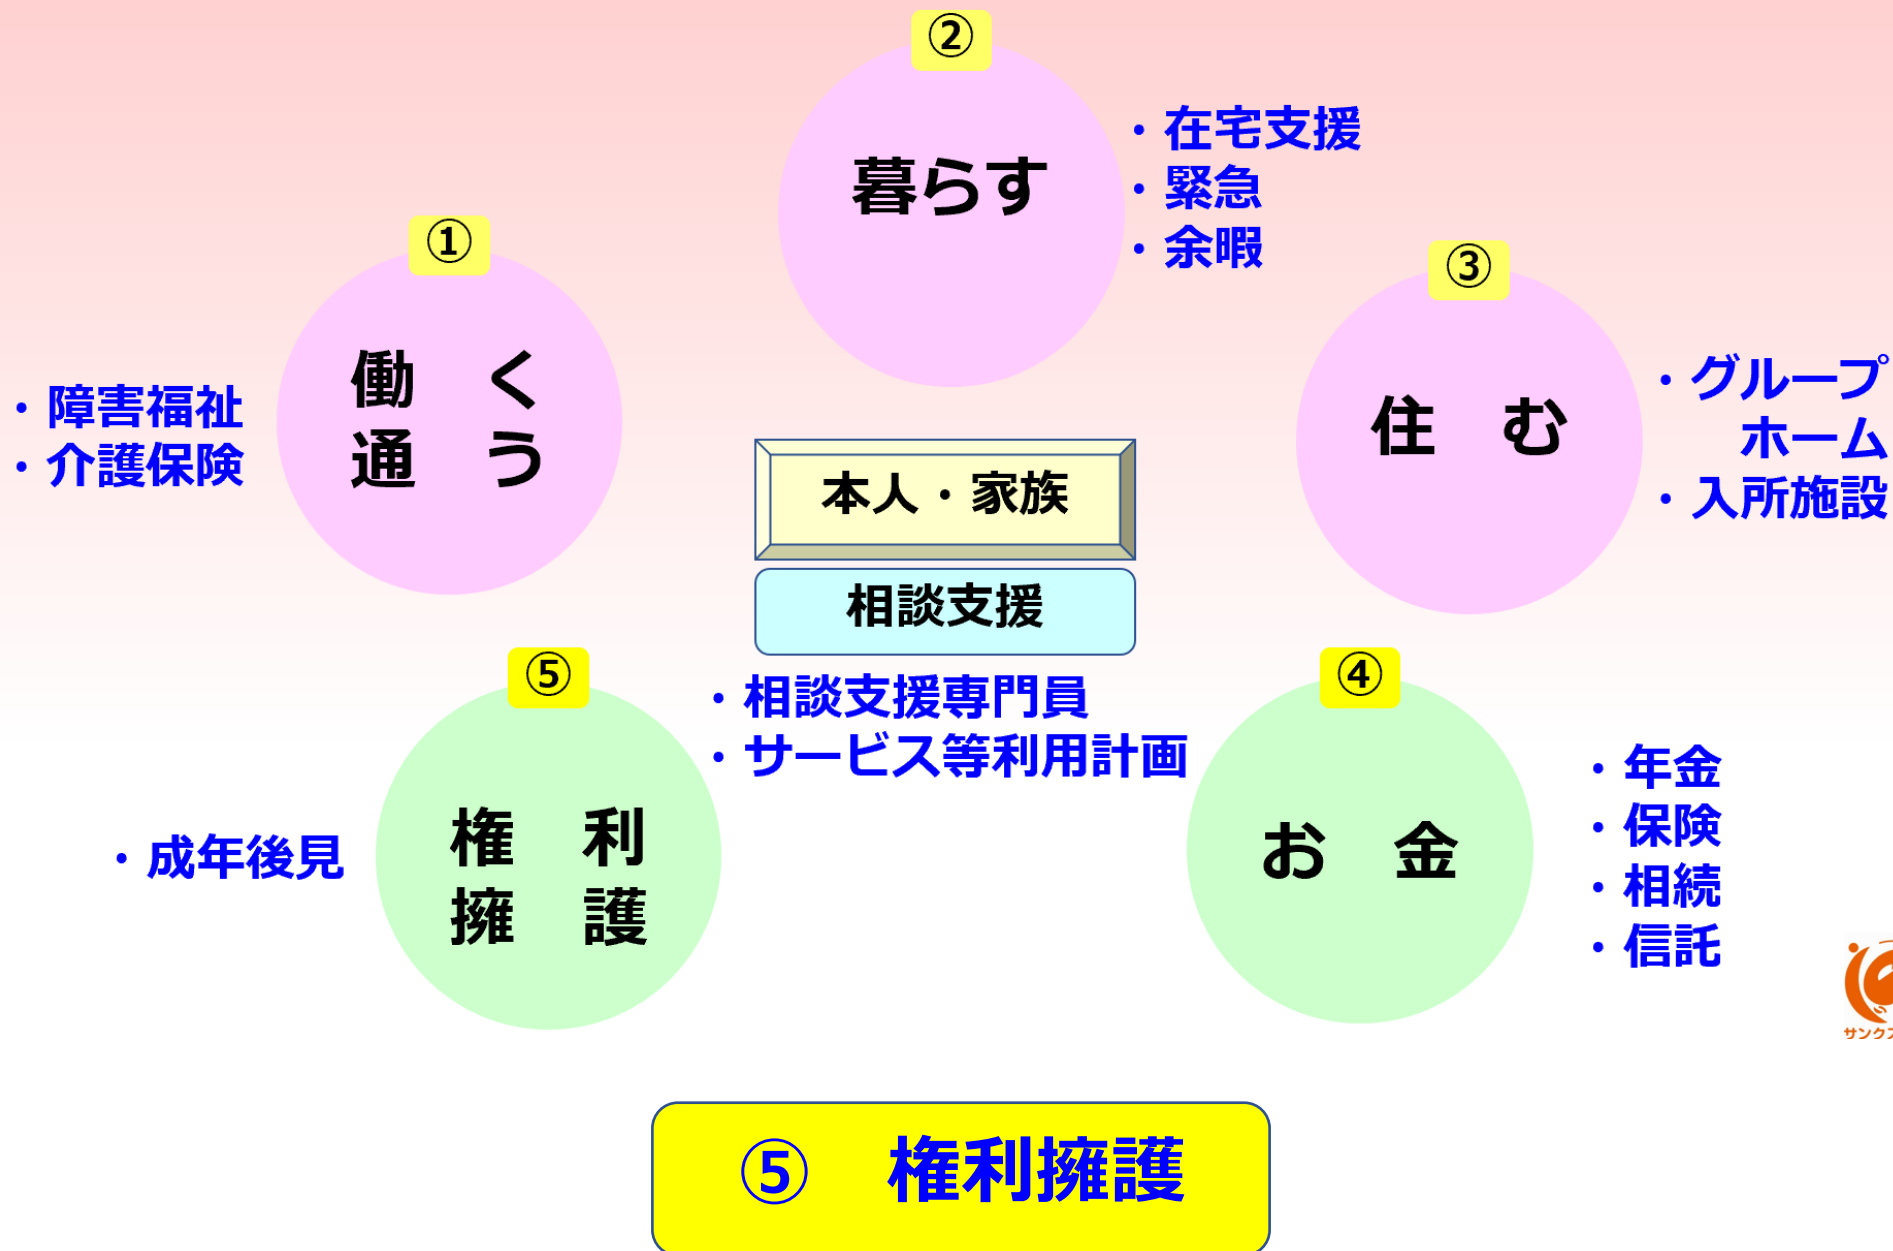 ②
暮らす
・在宅支援
・緊急
・余暇
①
働　く
通　う
・障害福祉
・介護保険
③
住　む
・グループ
ホーム
・入所施設
本人・家族
相談支援
・相談支援専門員
・サービス等利用計画
⑤
権　利
擁　護
・成年後見
④
お　金
・年金
・保険
・相続
・信託
サンク
⑤　権利擁護